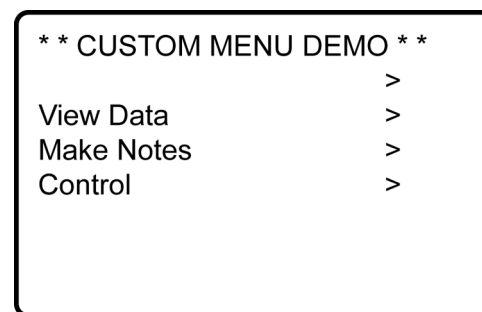 * * CUSTOM MENU DEMO * *
>
View Data >
Make Notes >
Control >